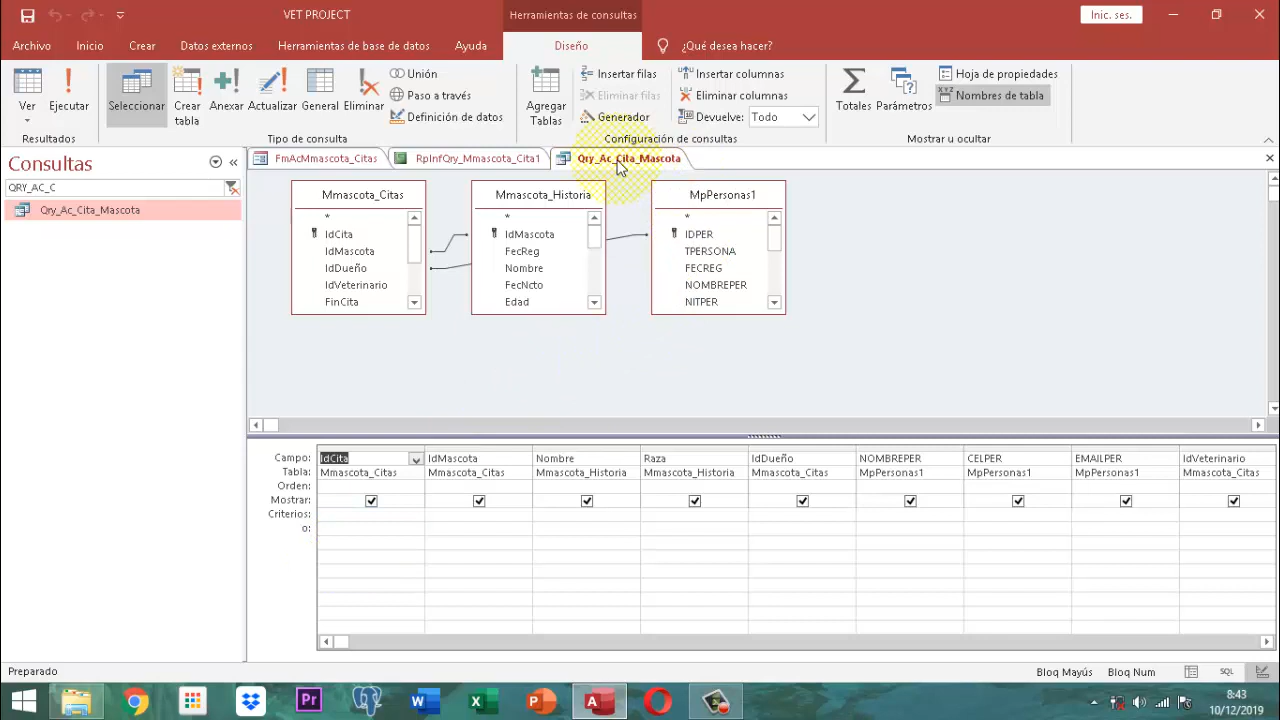 VET PROJECT
Herramientas de consultas
Inic. ses.
Archivo
Inicio
Crear
Datos externos
Herramientas de base de datos
Ayuda
Diseño
¿Qué desea hacer?
Ver
Ejecutar
Resultados
Seleccionar
Crear tabla
Anexar
Actualizar
General
Eliminar
Unión
Paso a través
Definición de datos
Tipo de consulta
Agregar Tablas
Insertar filas
Eliminar filas
Generador
Insertar columnas
Eliminar columnas
Devuelve: Todo
Configuración de consultas
Totales
Parámetros
Hoja de propiedades
XYZ Nombres de tabla
Mostrar u ocultar
Consultas
QRY_AC_C
Qry_Ac_Cita_Mascota
FmAcMmascota_Citas
RpInfQry_Mmascota_Cita1
Qry_Ac_Cita_Mascota
Mmascota_Citas
*
IdCita
IdMascota
IdDueño
IdVeterinario
FinCita
Mmascota_Historia
*
IdMascota
FecReg
Nombre
FecNcto
Edad
MpPersonas1
*
IDPER
TPERSONA
FECREG
NOMBREPER
NITPER
Campo: IdCita IdMascota Nombre Raza IdDueño NOMBREPER CELPER EMAILPER IdVeterinario
Tabla: Mmascota_Citas Mmascota_Citas Mmascota_Historia Mmascota_Historia Mmascota_Citas MpPersonas1 MpPersonas1 MpPersonas1 Mmascota_Citas
Orden:
Mostrar:
Criterios:
o:
Preparado
Bloq Mayús
Bloq Num
SQL
8:43
10/12/2019